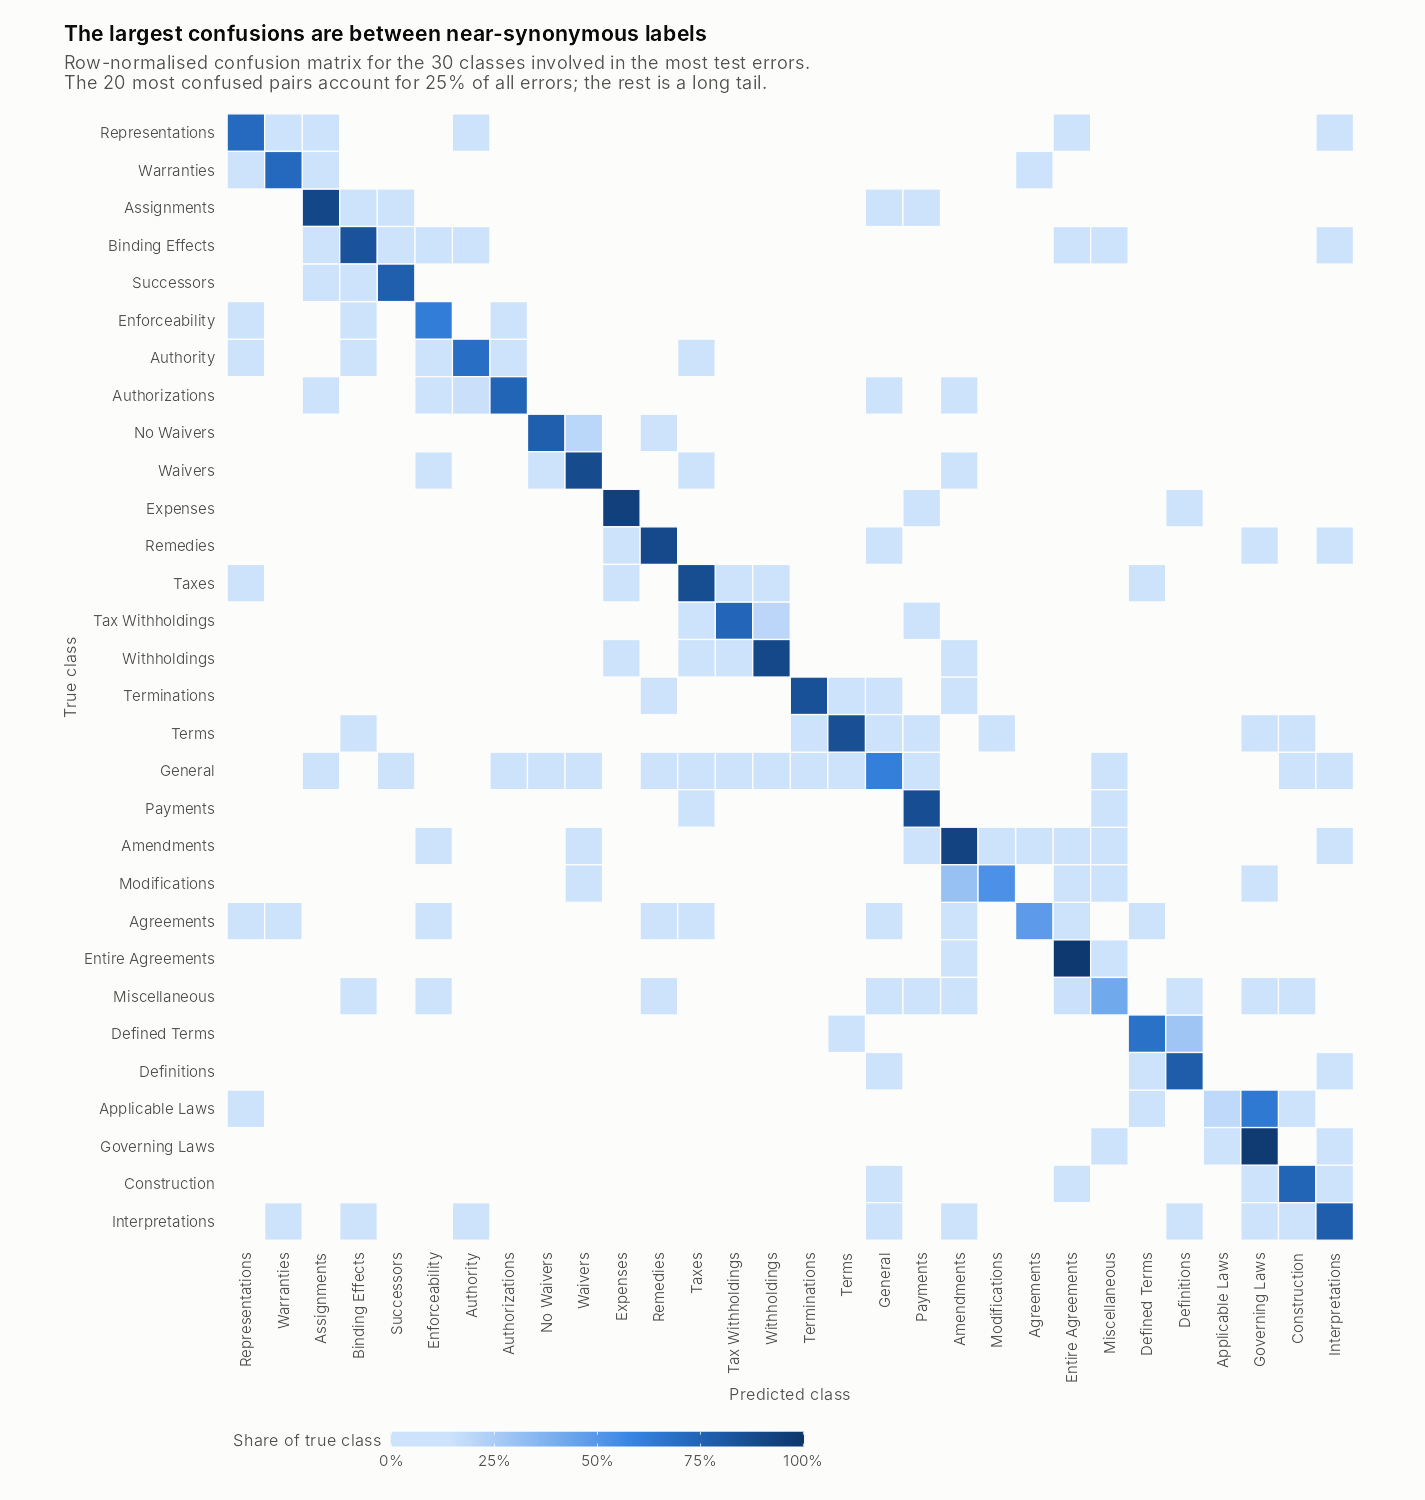 The largest confusions are between near-synonymous labels
Row-normalised confusion matrix for the 30 classes involved in the most test errors.
The 20 most confused pairs account for 25% of all errors; the rest is a long tail.
True class
Representations
Warranties
Assignments
Binding Effects
Successors
Enforceability
Authority
Authorizations
No Waivers
Waivers
Expenses
Remedies
Taxes
Tax Withholdings
Withholdings
Terminations
Terms
General
Payments
Amendments
Modifications
Agreements
Entire Agreements
Miscellaneous
Defined Terms
Definitions
Applicable Laws
Governing Laws
Construction
Interpretations
Representations
Warranties
Assignments
Binding Effects
Successors
Enforceability
Authority
Authorizations
No Waivers
Waivers
Expenses
Remedies
Taxes
Tax Withholdings
Withholdings
Terminations
Terms
General
Payments
Amendments
Modifications
Agreements
Entire Agreements
Miscellaneous
Defined Terms
Definitions
Applicable Laws
Governing Laws
Construction
Interpretations
Predicted class
Share of true class
0% 25% 50% 75% 100%